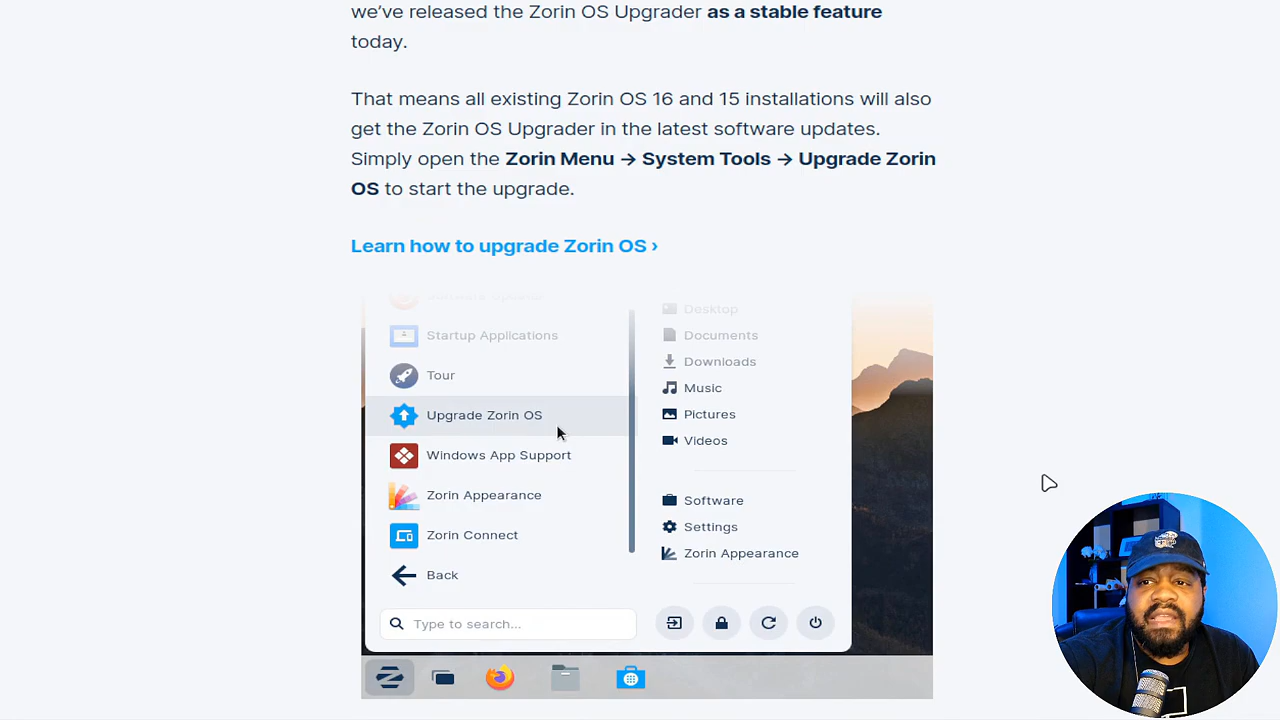 we've released the Zorin OS Upgrader as a stable feature
today.
That means all existing Zorin OS 16 and 15 installations will also
get the Zorin OS Upgrader in the latest software updates.
Simply open the Zorin Menu → System Tools → Upgrade Zorin
OS to start the upgrade.
Learn how to upgrade Zorin OS ›
Startup Applications
Tour
Upgrade Zorin OS
Windows App Support
Zorin Appearance
Zorin Connect
Back
Type to search...
Desktop
Documents
Downloads
Music
Pictures
Videos
Software
Settings
Zorin Appearance